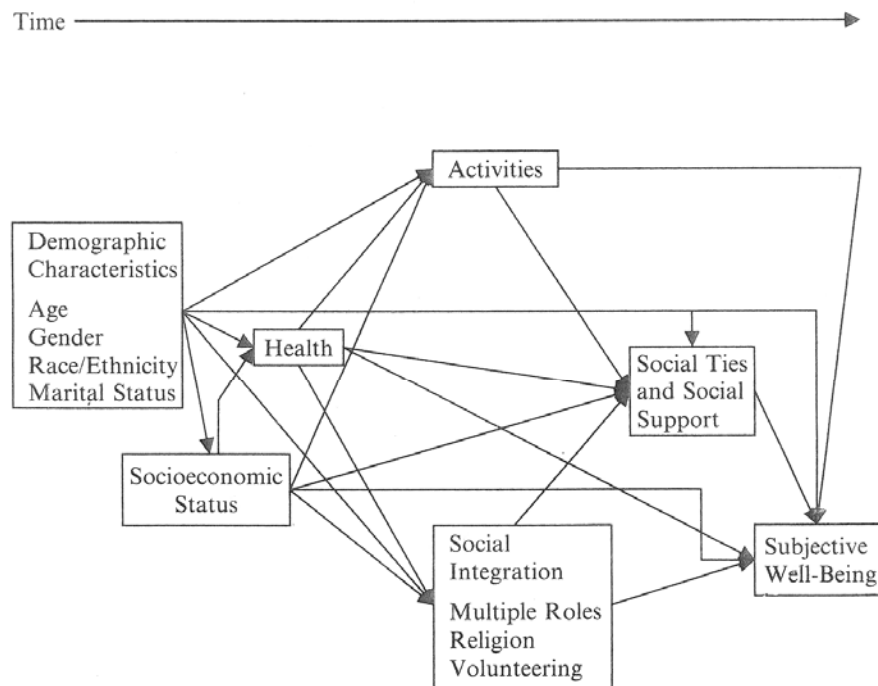 Time
Activities
Demographic
Characteristics
Age
Gender
Race/Ethnicity
Marital Status
Health
Social Ties
and Social
Support
Socioeconomic
Status
Social
Integration
Multiple Roles
Religion
Volunteering
Subjective
Well-Being